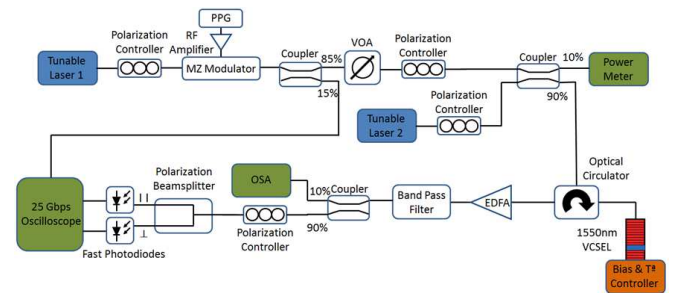 PPG
Polarization
Controller
RF
Amplifier
Coupler
85%
VOA
Polarization
Controller
Coupler
10%
Tunable
Laser 1
MZ Modulator
Power
Meter
15%
Polarization
Controller
90%
Tunable
Laser 2
Optical
Circulator
Polarization
Beamsplitter
OSA
10%
Coupler
Band Pass
Filter
EDFA
25 Gbps
Oscilloscope
||
⊥
Polarization
Controller
90%
1550nm
VCSEL
Fast Photodiodes
Bias & Tª
Controller